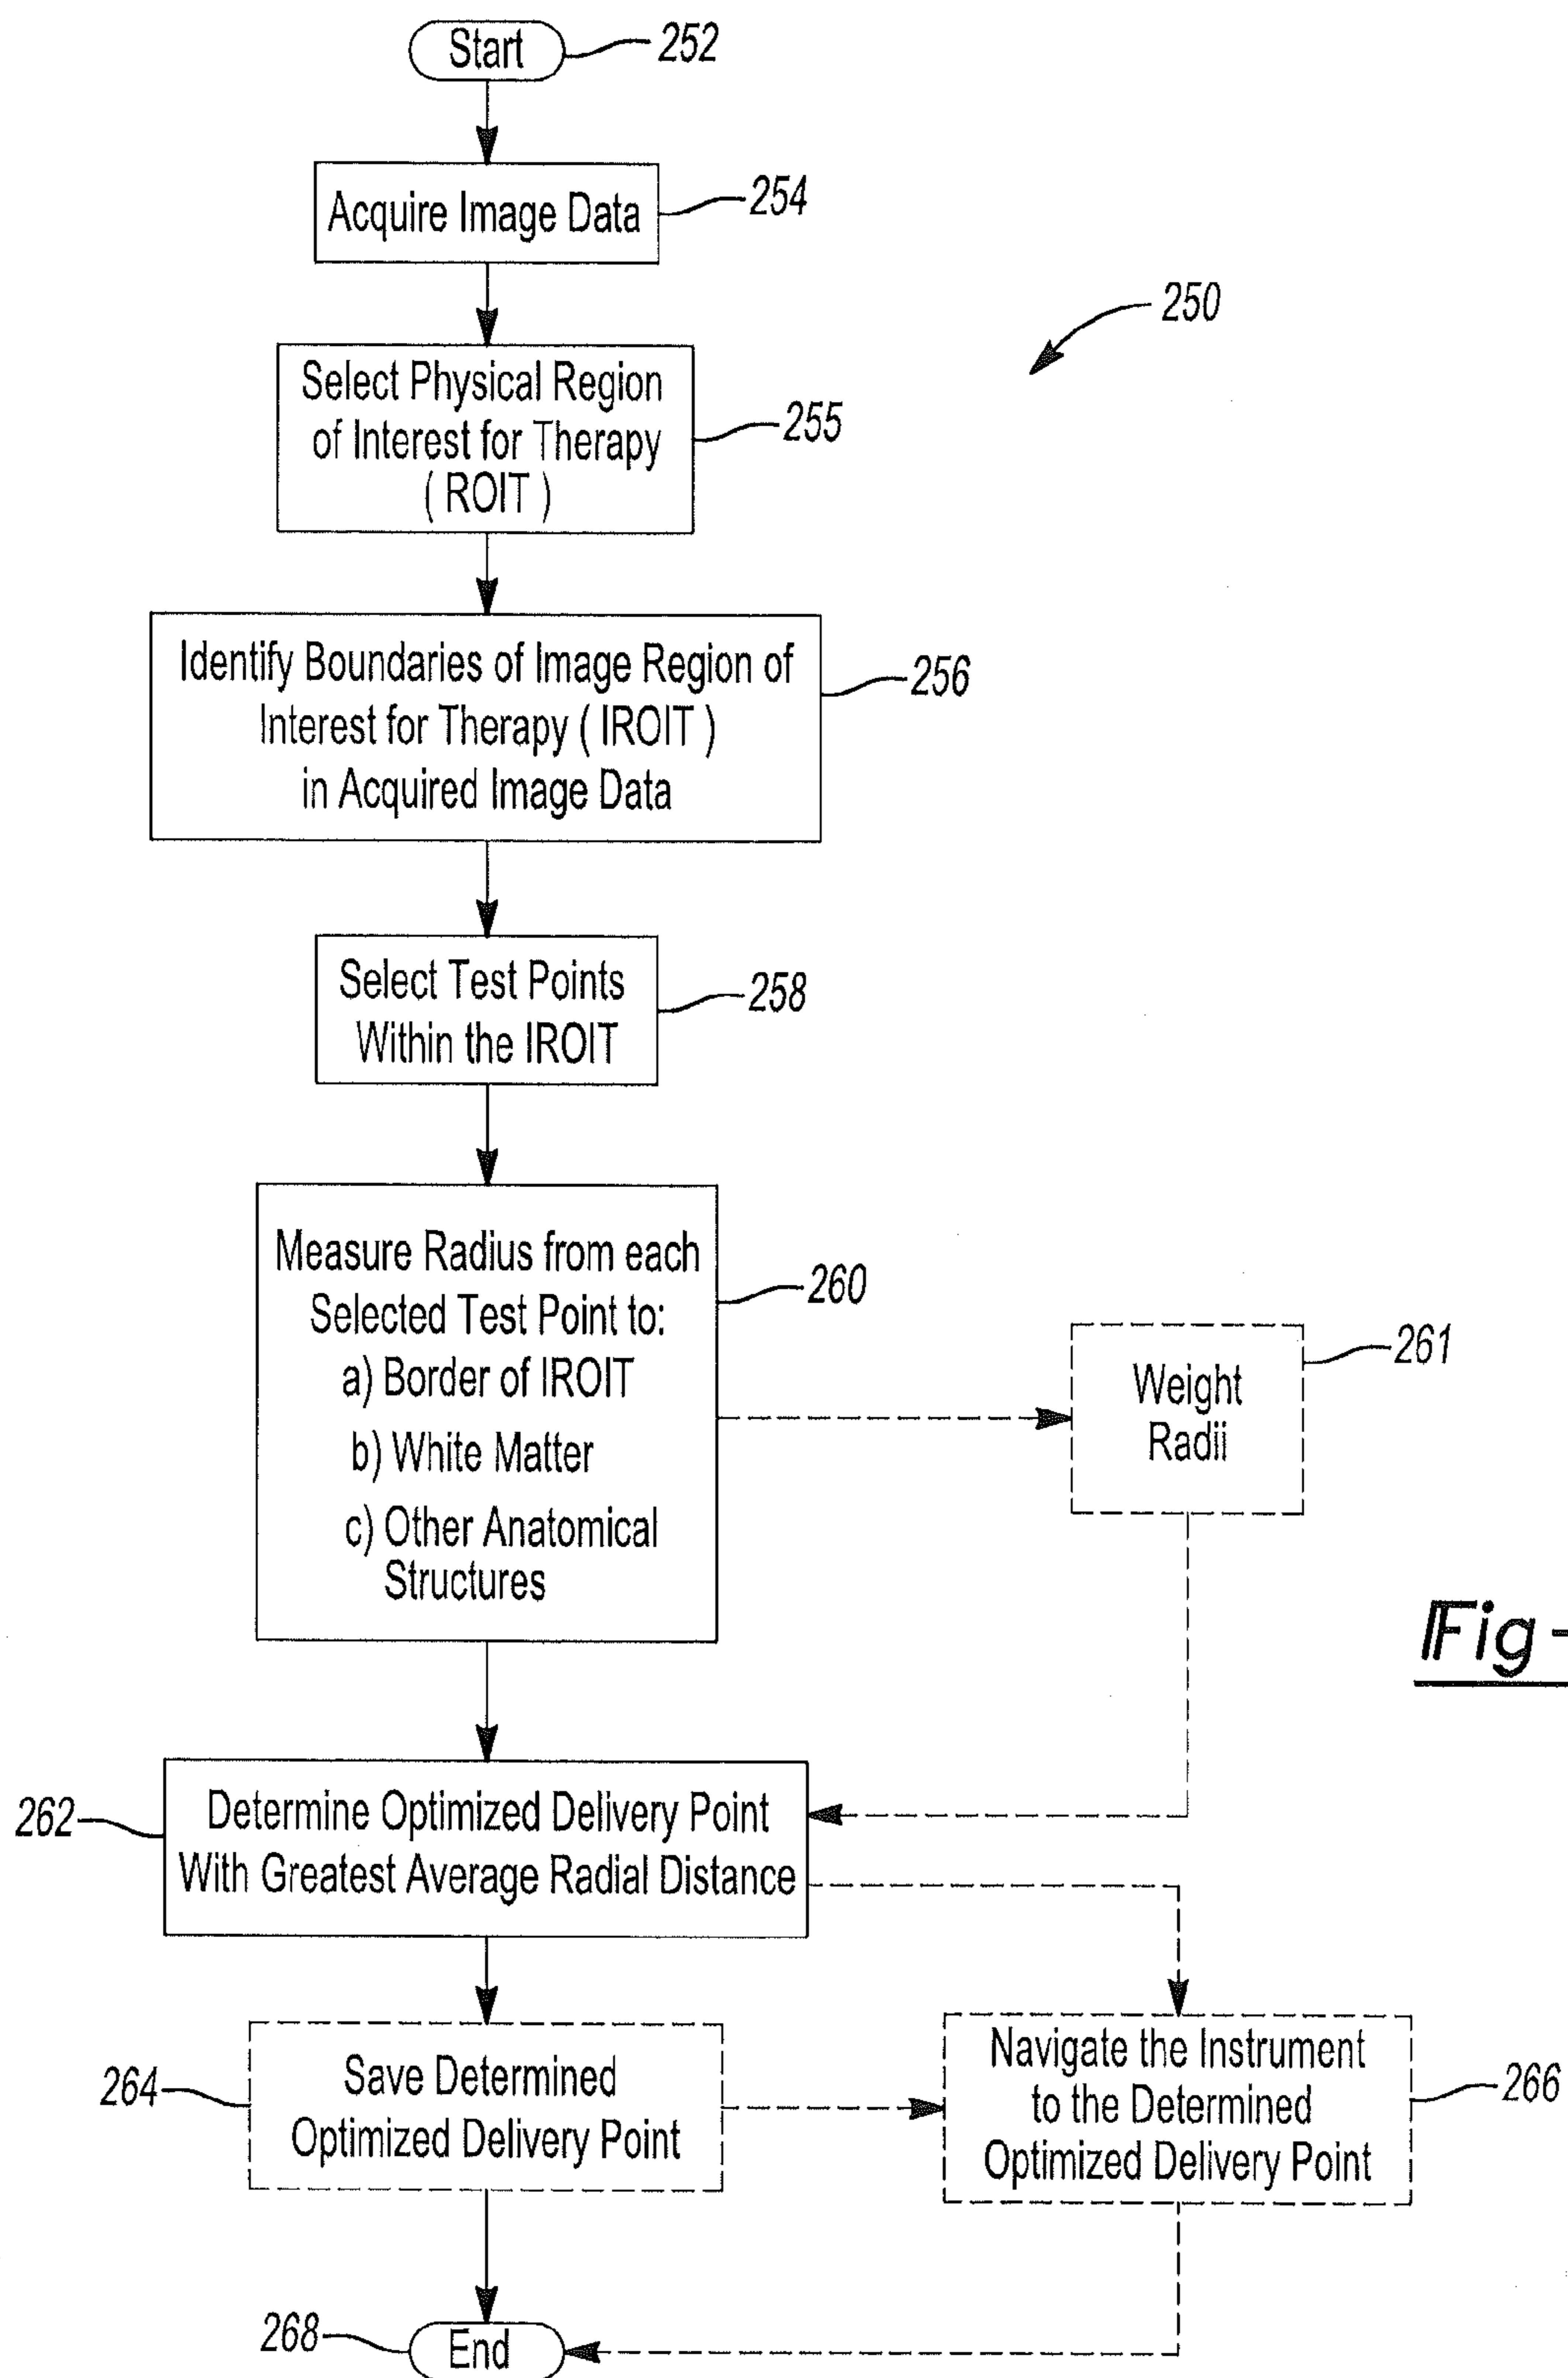 Start
252
Acquire Image Data
254
250
Select Physical Region
of Interest for Therapy
( ROIT )
255
Identify Boundaries of Image Region of
Interest for Therapy ( IROIT )
in Acquired Image Data
256
Select Test Points
Within the IROIT
258
Measure Radius from each
Selected Test Point to:
a) Border of IROIT
b) White Matter
c) Other Anatomical
Structures
260
Weight
Radii
261
Fig-
262
Determine Optimized Delivery Point
With Greatest Average Radial Distance
264
Save Determined
Optimized Delivery Point
Navigate the Instrument
to the Determined
Optimized Delivery Point
266
268
End